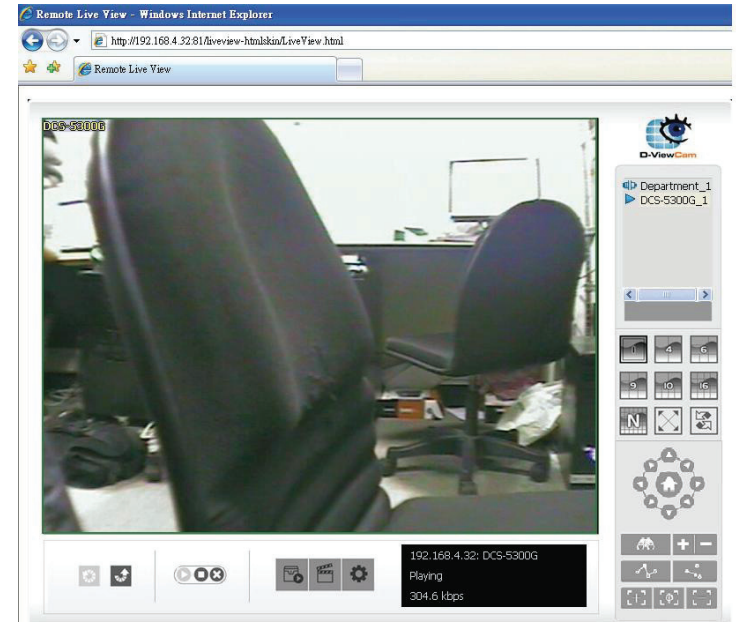 Remote Live View - Windows Internet Explorer
http://192.168.4.32:81/liveview-htmlskin/LiveView.html
Remote Live View
DCS-5300G
D-ViewCam
Department_1
DCS-5300G_1
1 4 6
9 10 16
N
192.168.4.32: DCS-5300G
Playing
304.6 kbps